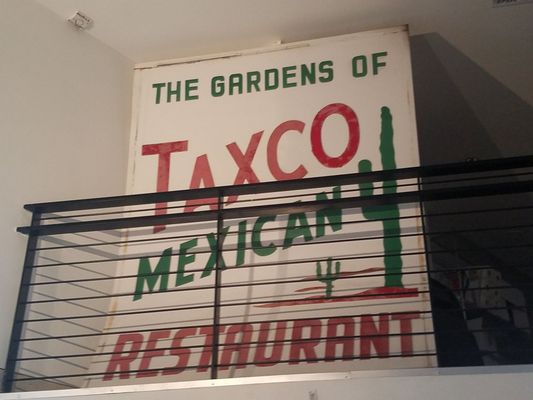 THE GARDENS OF
TAXCO
MEXICAN
RESTAURANT